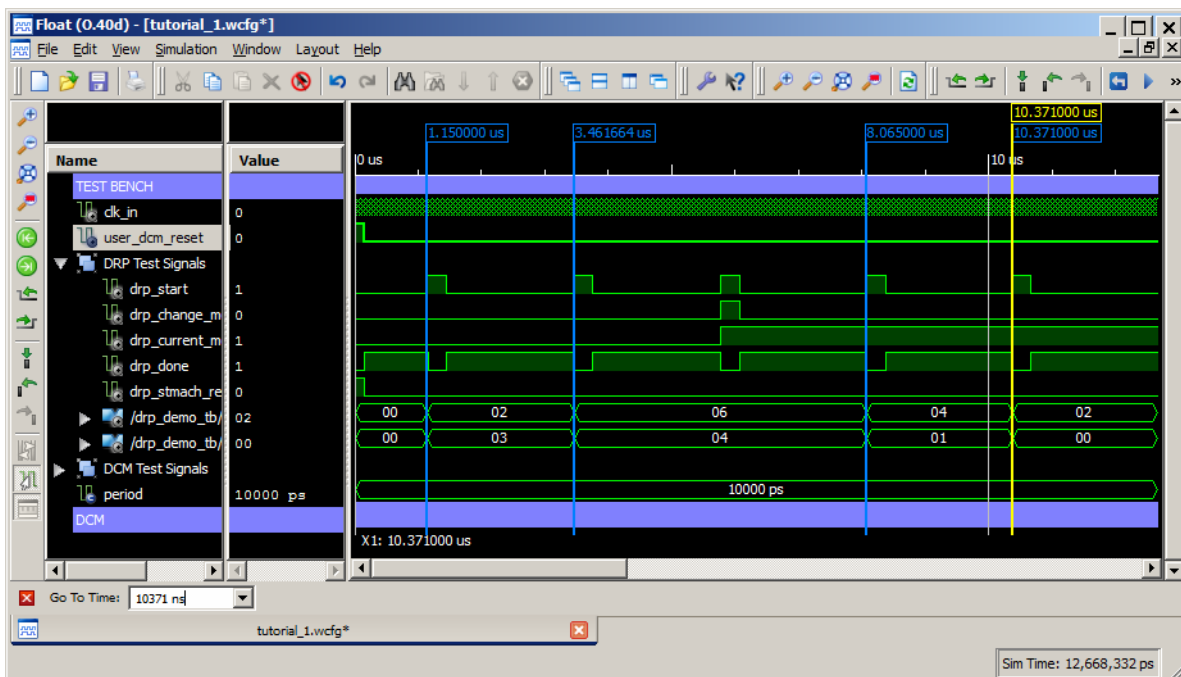 Float (0.40d) - [tutorial_1.wcfg*]
File Edit View Simulation Window Layout Help
10.371000 us
1.150000 us 3.461664 us 8.065000 us 10.371000 us
Name Value 0 us 10 us
TEST BENCH
clk_in 0
user_dcm_reset 0
DRP Test Signals
drp_start 1
drp_change_m 0
drp_current_m 1
drp_done 1
drp_stmach_re 0
/drp_demo_tb/ 02 00 02 06 04 02
/drp_demo_tb/ 00 00 03 04 01 00
DCM Test Signals
period 10000 ps 10000 ps
DCM
X1: 10.371000 us
Go To Time: 10371 ns
tutorial_1.wcfg*
Sim Time: 12,668,332 ps